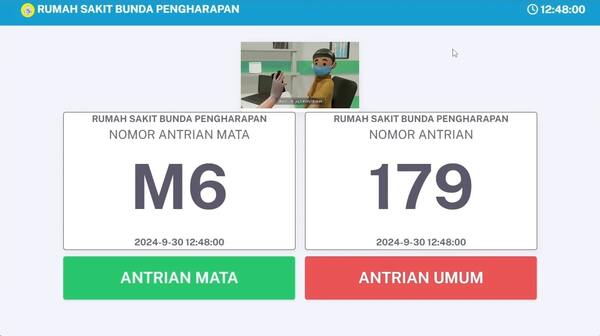 RUMAH SAKIT BUNDA PENGHARAPAN
12:48:00
RUMAH SAKIT BUNDA PENGHARAPAN
NOMOR ANTRIAN MATA
M6
2024-9-30 12:48:00
ANTRIAN MATA
RUMAH SAKIT BUNDA PENGHARAPAN
NOMOR ANTRIAN
179
2024-9-30 12:48:00
ANTRIAN UMUM